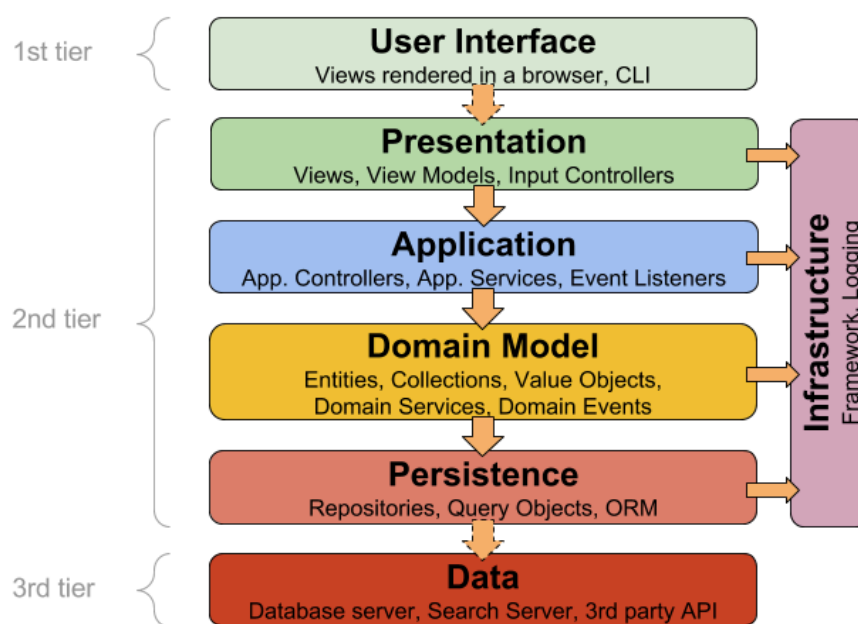 1st tier
User Interface
Views rendered in a browser, CLI
2nd tier
Presentation
Views, View Models, Input Controllers
Application
App. Controllers, App. Services, Event Listeners
Domain Model
Entities, Collections, Value Objects,
Domain Services, Domain Events
Persistence
Repositories, Query Objects, ORM
Infrastructure
Framework, Logging
3rd tier
Data
Database server, Search Server, 3rd party API